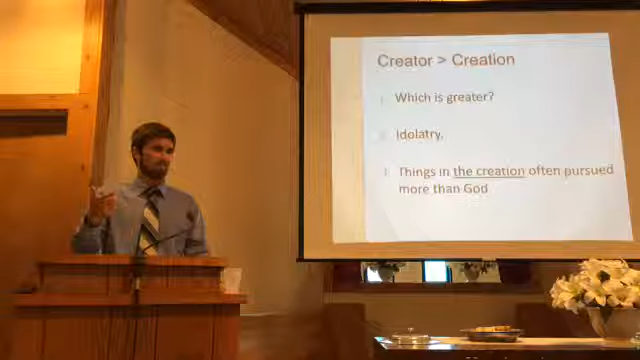 Creator > Creation
Which is greater?
Idolatry.
Things in the creation often pursued
more than God